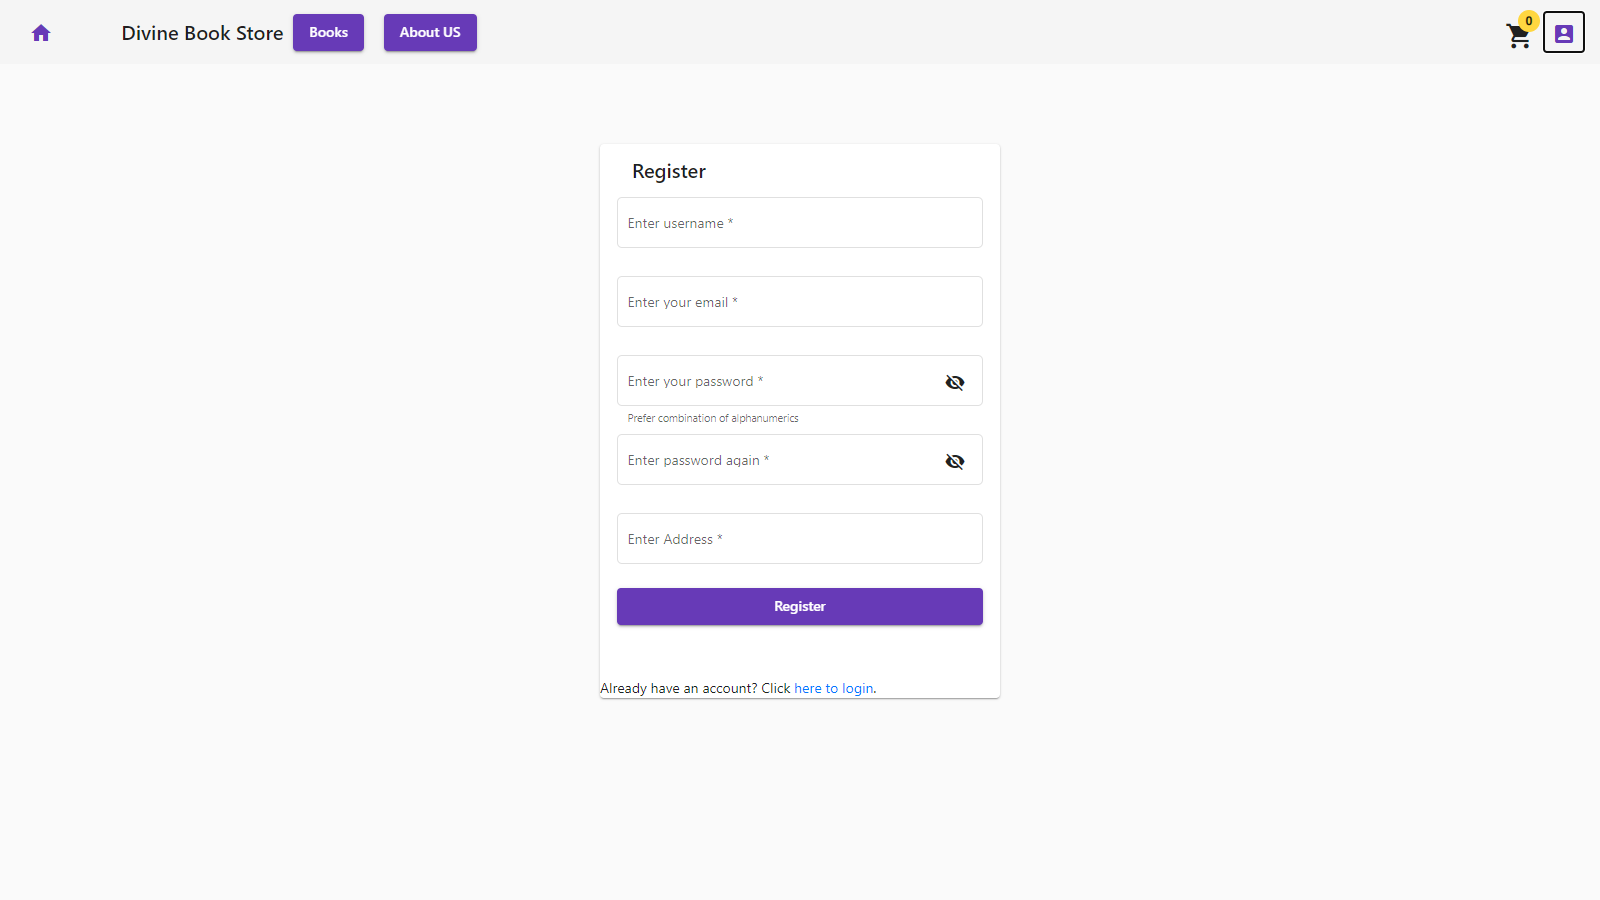 Divine Book Store
Books
About US
0
Register
Enter username *
Enter your email *
Enter your password *
Prefer combination of alphanumerics
Enter password again *
Enter Address *
Register
Already have an account? Click here to login.